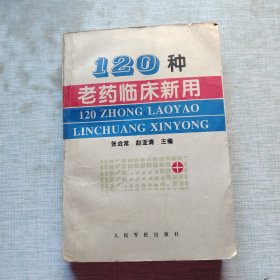 120种
老药临床新用
120 ZHONG LAOYAO
LINCHUANG XINYONG
张会常 赵亚清 主编
人民军医出版社